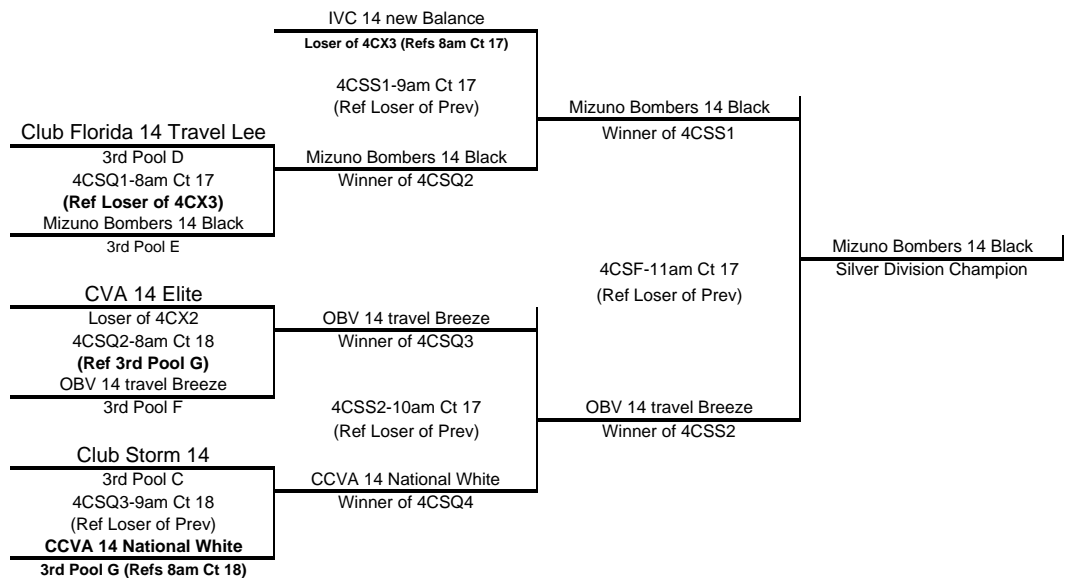 IVC 14 new Balance
Loser of 4CX3 (Refs 8am Ct 17)
4CSS1-9am Ct 17
(Ref Loser of Prev)
Club Florida 14 Travel Lee
3rd Pool D
4CSQ1-8am Ct 17
(Ref Loser of 4CX3)
Mizuno Bombers 14 Black
3rd Pool E
Mizuno Bombers 14 Black
Winner of 4CSQ2
Mizuno Bombers 14 Black
Winner of 4CSS1
CVA 14 Elite
Loser of 4CX2
4CSQ2-8am Ct 18
(Ref 3rd Pool G)
OBV 14 travel Breeze
3rd Pool F
OBV 14 travel Breeze
Winner of 4CSQ3
4CSS2-10am Ct 17
(Ref Loser of Prev)
Club Storm 14
3rd Pool C
4CSQ3-9am Ct 18
(Ref Loser of Prev)
CCVA 14 National White
3rd Pool G (Refs 8am Ct 18)
CCVA 14 National White
Winner of 4CSQ4
OBV 14 travel Breeze
Winner of 4CSS2
4CSF-11am Ct 17
(Ref Loser of Prev)
Mizuno Bombers 14 Black
Silver Division Champion